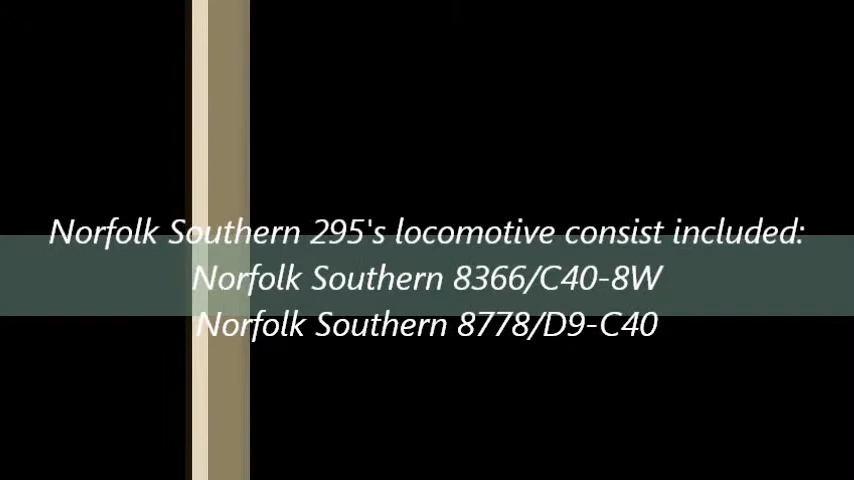 Norfolk Southern 295's locomotive consist included:
Norfolk Southern 8366/C40-8W
Norfolk Southern 8778/D9-C40